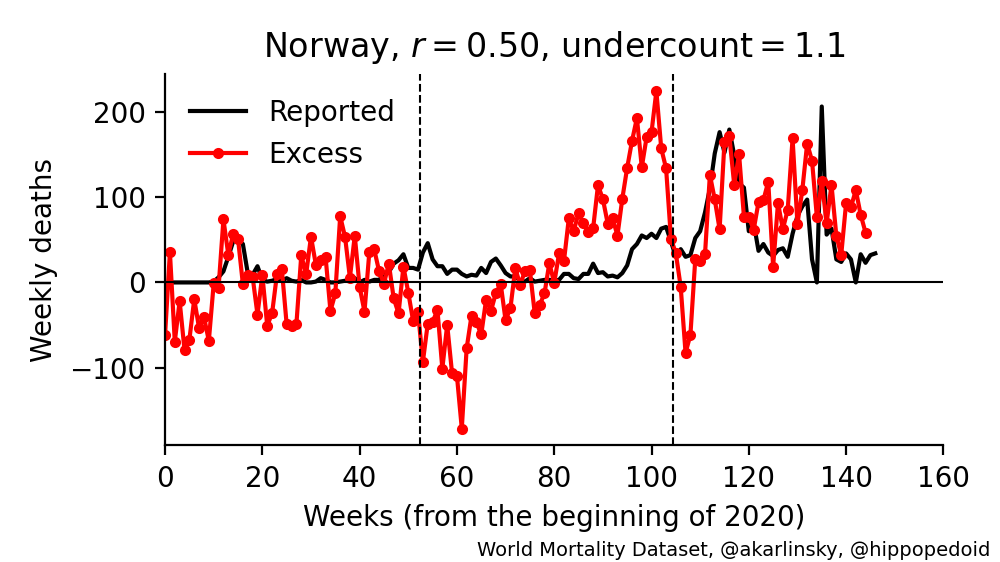 Norway, r = 0.50, undercount = 1.1
Reported
Excess
Weekly deaths
200
100
0
−100
0 20 40 60 80 100 120 140 160
Weeks (from the beginning of 2020)
World Mortality Dataset, @akarlinsky, @hippopedoid